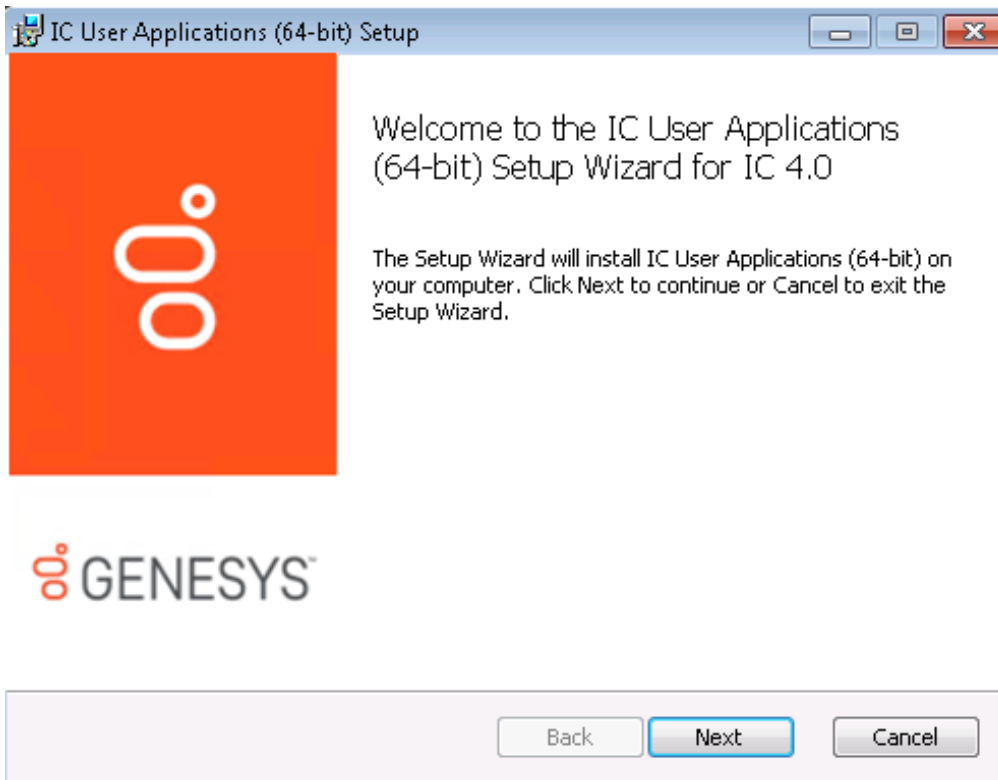 IC User Applications (64-bit) Setup
Welcome to the IC User Applications
(64-bit) Setup Wizard for IC 4.0
The Setup Wizard will install IC User Applications (64-bit) on
your computer. Click Next to continue or Cancel to exit the
Setup Wizard.
GENESYS™
Back
Next
Cancel